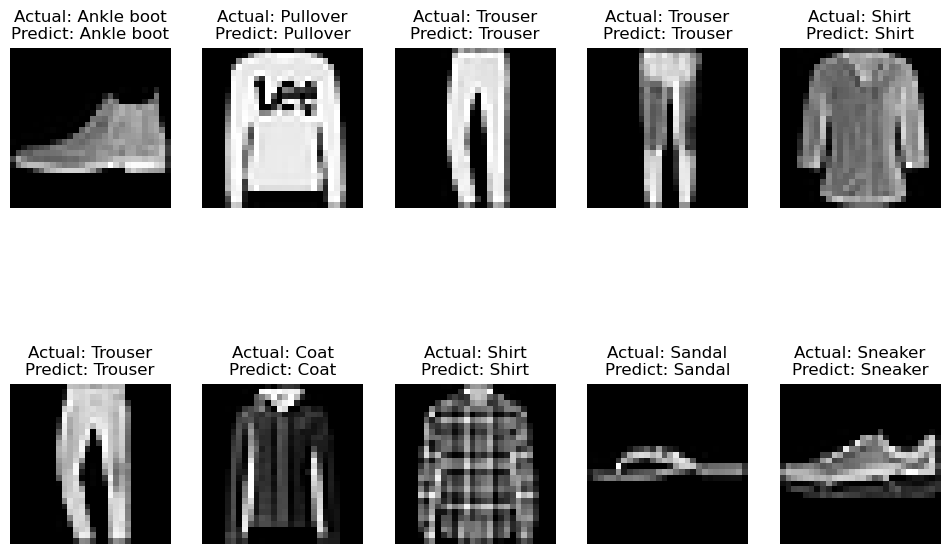 Actual: Ankle boot
Predict: Ankle boot
Actual: Pullover
Predict: Pullover
Actual: Trouser
Predict: Trouser
Actual: Trouser
Predict: Trouser
Actual: Shirt
Predict: Shirt
Lee
Actual: Trouser
Predict: Trouser
Actual: Coat
Predict: Coat
Actual: Shirt
Predict: Shirt
Actual: Sandal
Predict: Sandal
Actual: Sneaker
Predict: Sneaker